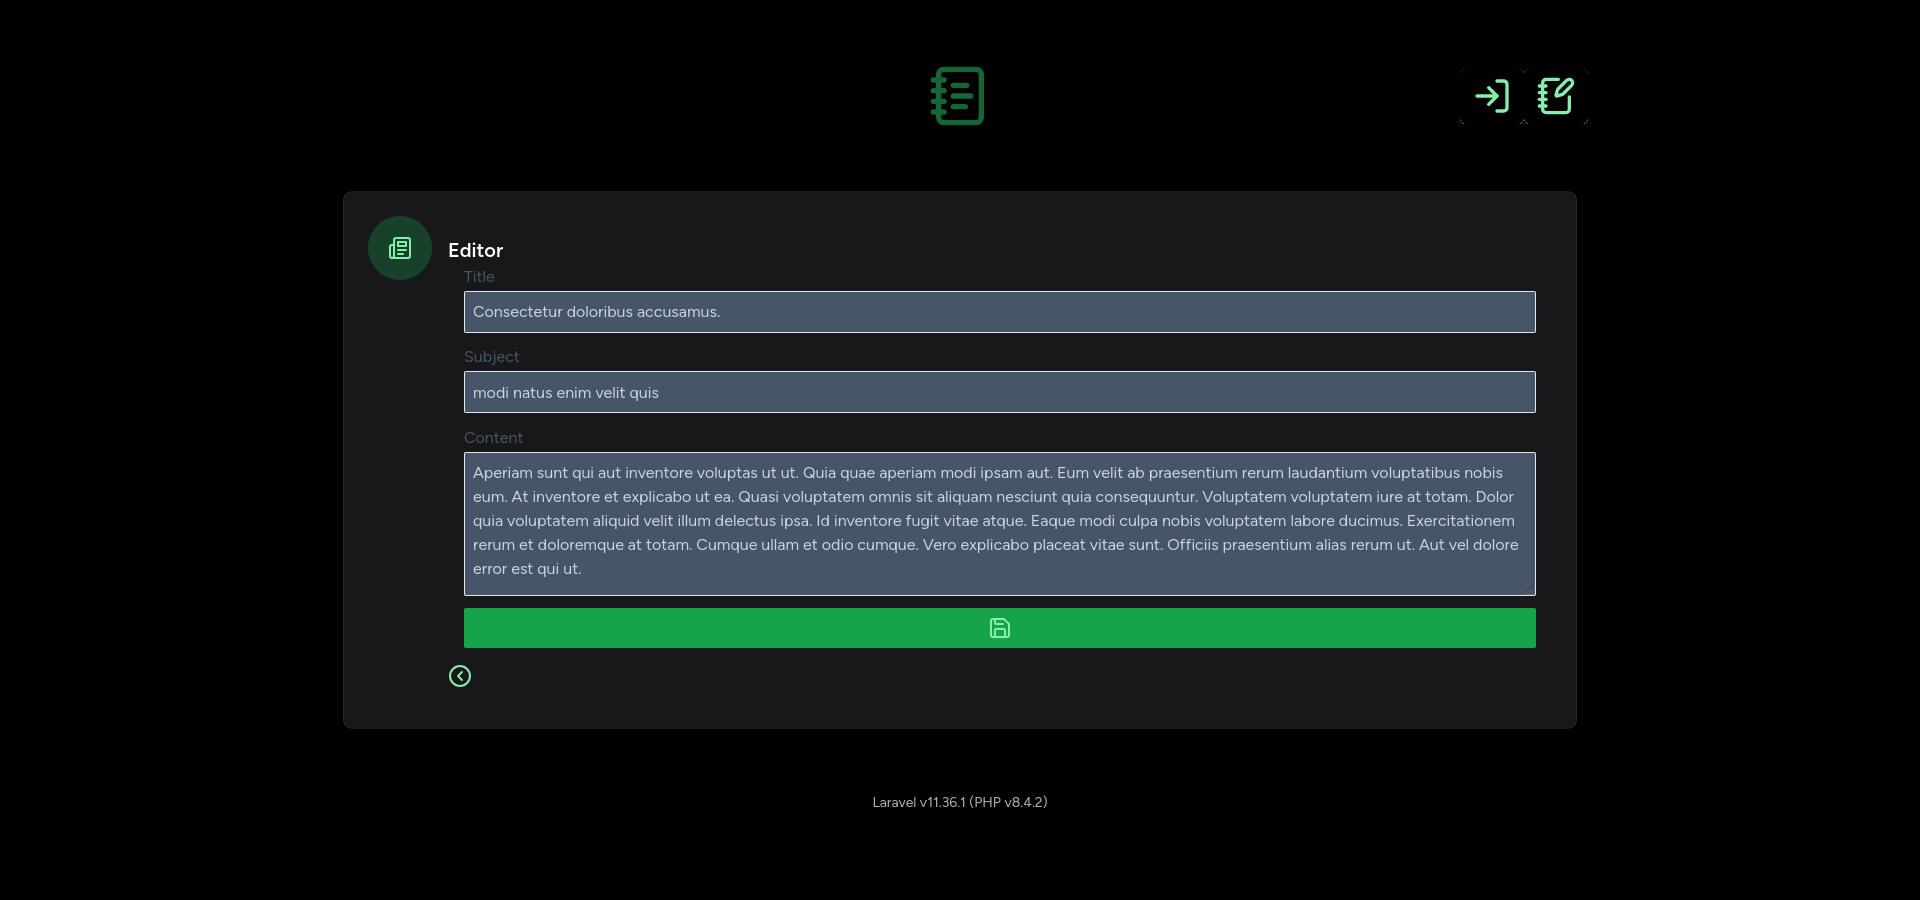 Editor
Title
Consectetur doloribus accusamus.
Subject
modi natus enim velit quis
Content
Aperiam sunt qui aut inventore voluptas ut ut. Quia quae aperiam modi ipsam aut. Eum velit ab praesentium rerum laudantium voluptatibus nobis
eum. At inventore et explicabo ut ea. Quasi voluptatem omnis sit aliquam nesciunt quia consequuntur. Voluptatem voluptatem iure at totam. Dolor
quia voluptatem aliquid velit illum delectus ipsa. Id inventore fugit vitae atque. Eaque modi culpa nobis voluptatem labore ducimus. Exercitationem
rerum et doloremque at totam. Cumque ullam et odio cumque. Vero explicabo placeat vitae sunt. Officiis praesentium alias rerum ut. Aut vel dolore
error est qui ut.
Laravel v11.36.1 (PHP v8.4.2)